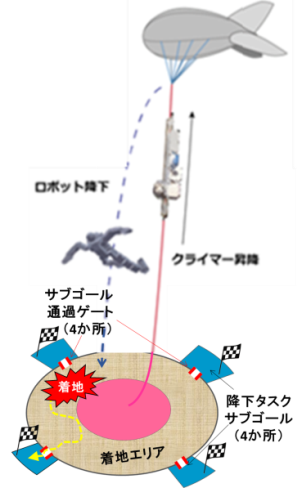 ロボット降下
クライマー昇降
サブゴール
通過ゲート
(4か所)
着地
降下タスク
サブゴール
(4か所)
着地エリア